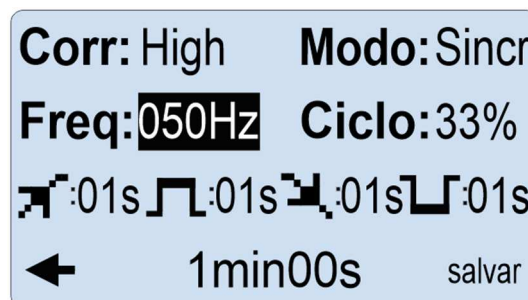 Corr: High Modo: Sincr
Freq: 050Hz Ciclo: 33%
:01s :01s :01s :01s
1min00s salvar